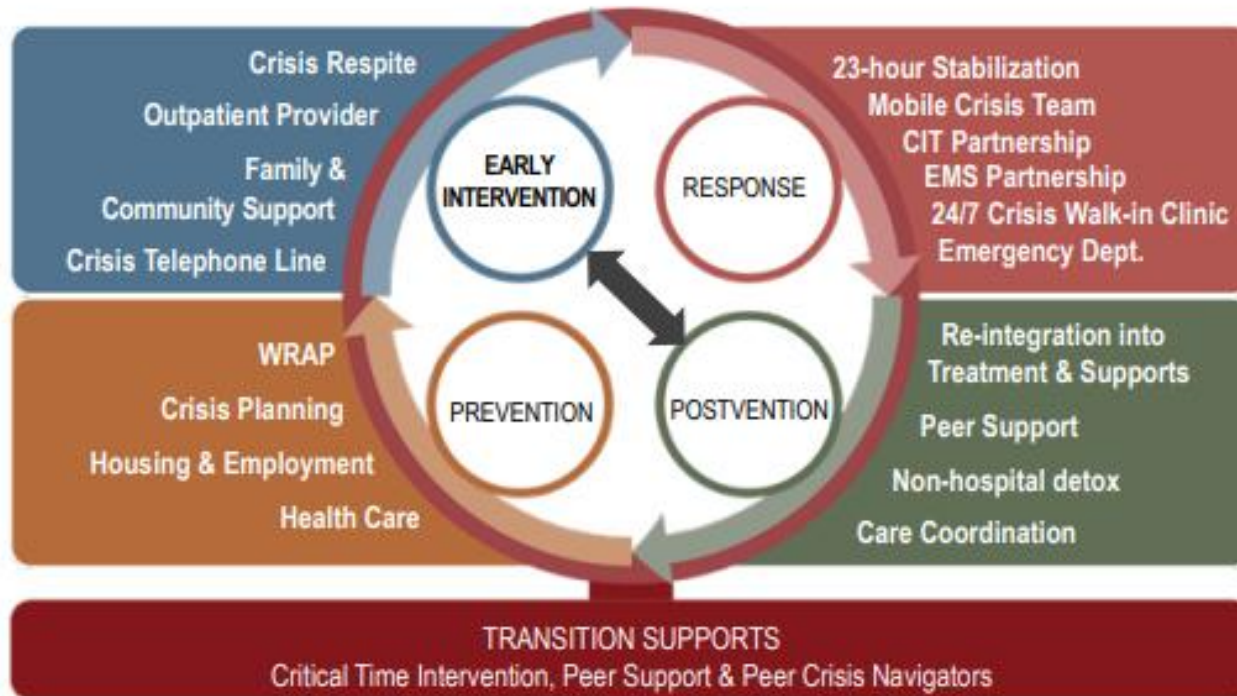 Crisis Respite
Outpatient Provider
Family &
Community Support
Crisis Telephone Line
EARLY
INTERVENTION
RESPONSE
23-hour Stabilization
Mobile Crisis Team
CIT Partnership
EMS Partnership
24/7 Crisis Walk-in Clinic
Emergency Dept.
WRAP
Crisis Planning
Housing & Employment
Health Care
PREVENTION
POSTVENTION
Re-integration into
Treatment & Supports
Peer Support
Non-hospital detox
Care Coordination
TRANSITION SUPPORTS
Critical Time Intervention, Peer Support & Peer Crisis Navigators